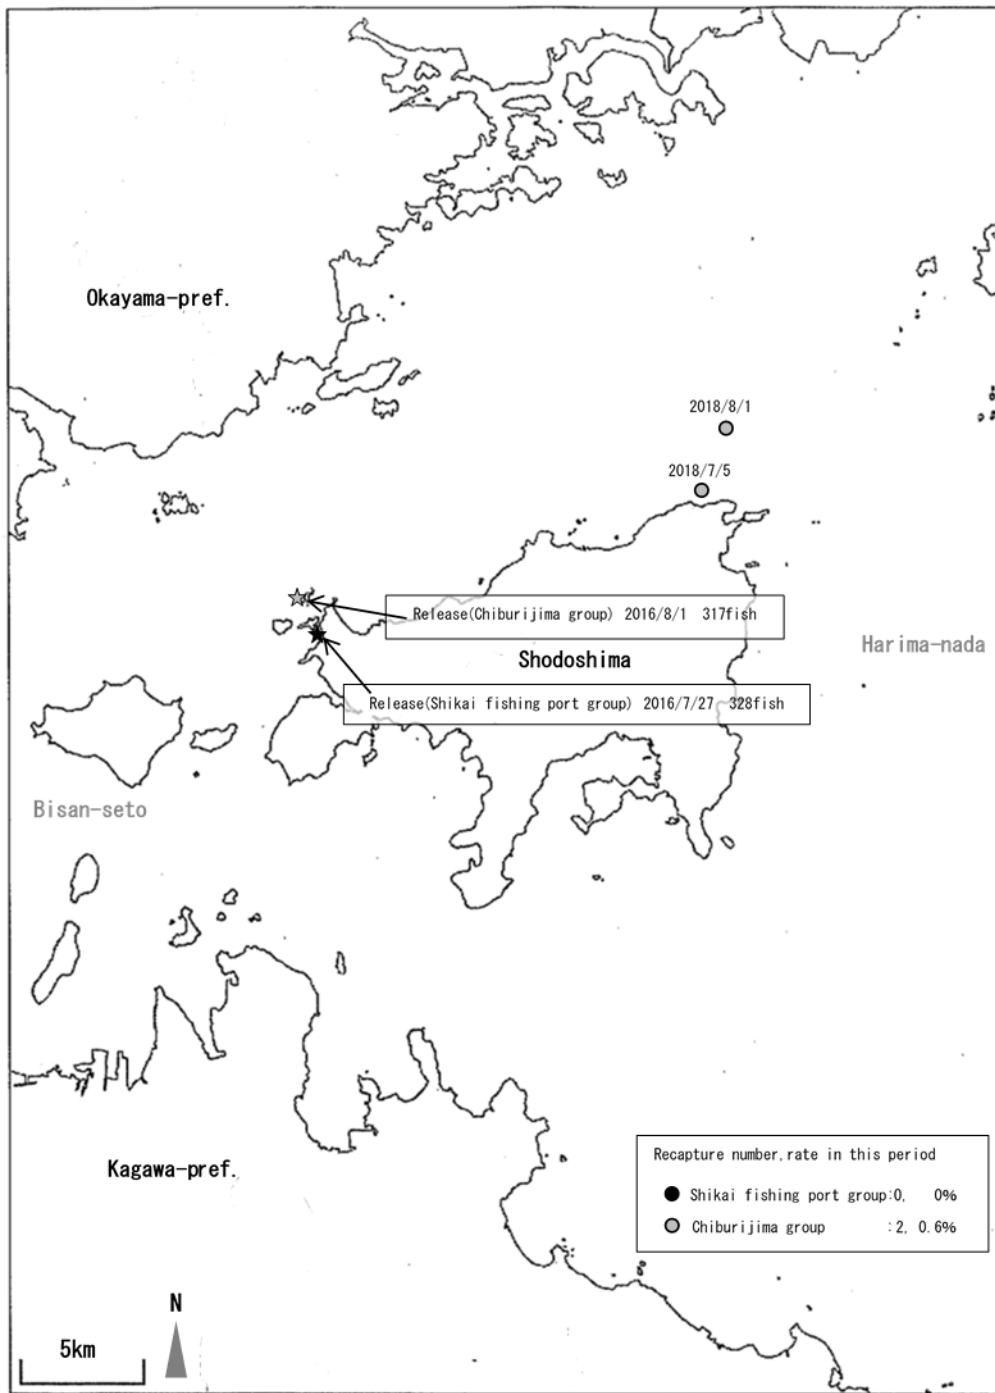 Okayama-pref.
2018/8/1
2018/7/5
Release(Chiburijima group) 2016/8/1 317fish
Shodoshima
Harima-nada
Release(Shikai fishing port group) 2016/7/27 328fish
Bisan-seto
Kagawa-pref.
Recapture number,rate in this period
Shikai fishing port group:0, 0%
Chiburijima group :2, 0.6%
N
5km